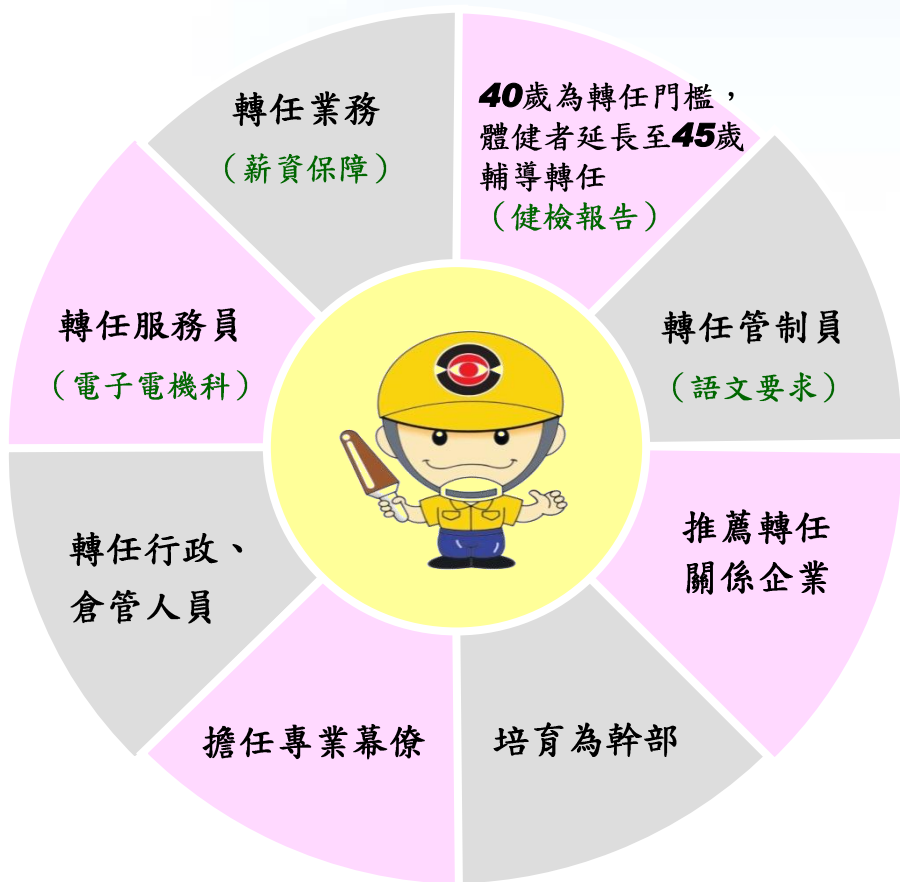 40歲為轉任門檻，
體健者延長至45歲
輔導轉任
（健檢報告）
轉任管制員
（語文要求）
推薦轉任
關係企業
培育為幹部
擔任專業幕僚
轉任行政、
倉管人員
轉任服務員
（電子電機科）
轉任業務
（薪資保障）